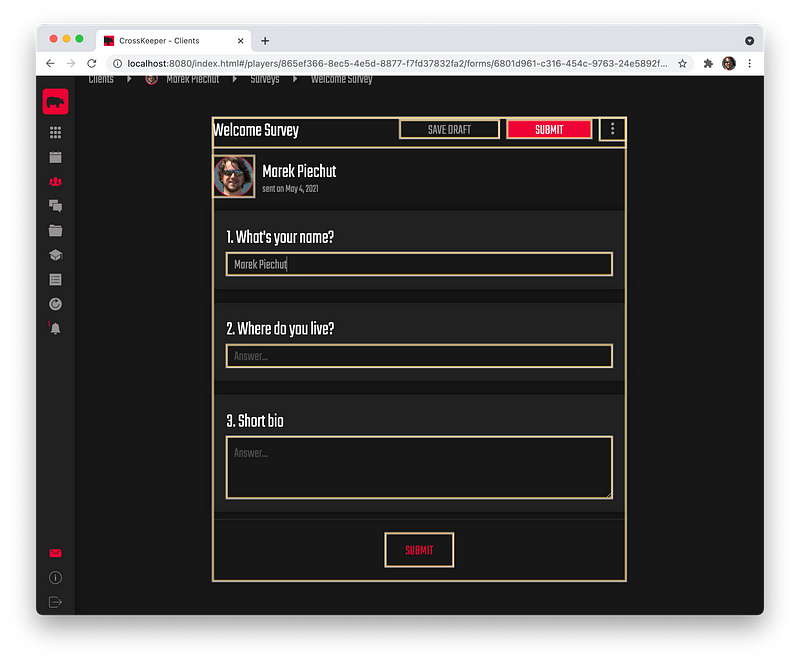 CrossKeeper - Clients
localhost:8080/index.html#/players/865ef366-8ec5-4e5d-8877-f7fd37832fa2/forms/6801d961-c316-454c-9763-24e5892f...
Clients Marek Piechut Surveys Welcome Survey
Welcome Survey SAVE DRAFT SUBMIT
Marek Piechut
sent on May 4, 2021
1. What's your name?
Marek Piechut
2. Where do you live?
Answer...
3. Short bio
Answer...
SUBMIT